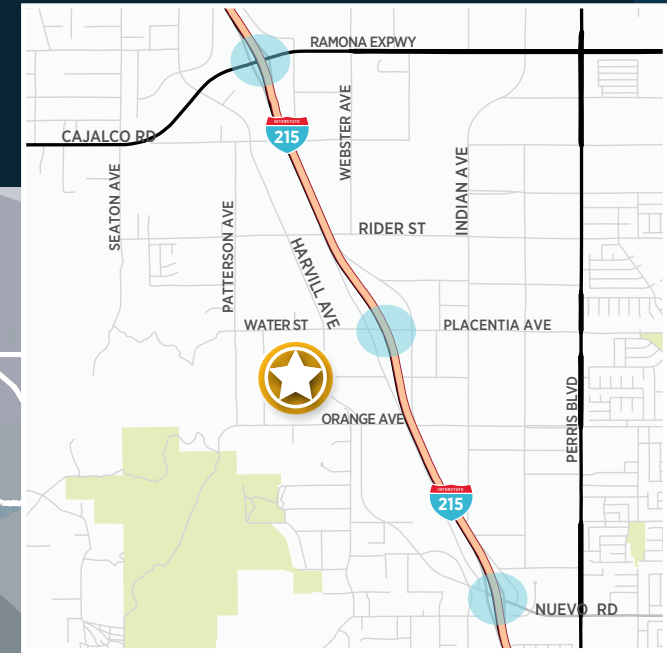 RAMONA EXPWY
CAJALCO RD
INTERSTATE
215
WEBSTER AVE
INDIAN AVE
SEATON AVE
PATTERSON AVE
RIDER ST
HARVILL AVE
WATER ST
PLACENTIA AVE
ORANGE AVE
PERRIS BLVD
INTERSTATE
215
NUEVO RD